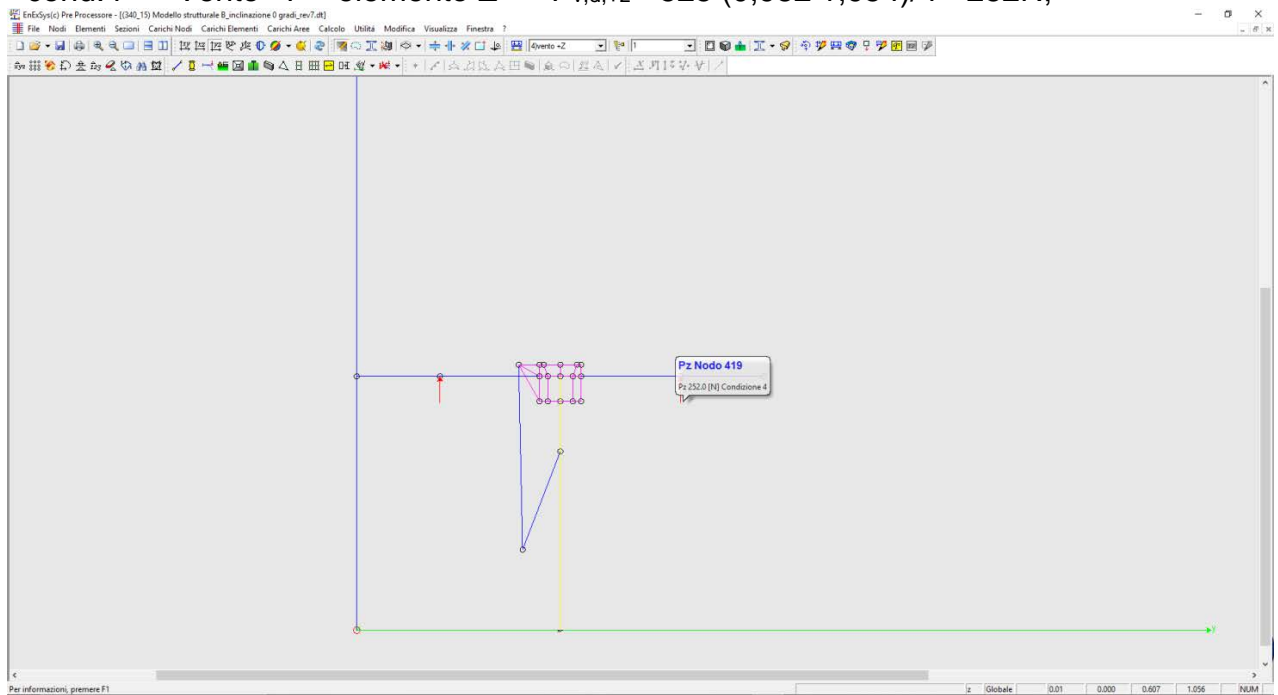 EnExSys(c) Pre Processore - [(340_15) Modello strutturale B_inclinazione 0 gradi_rev7.dt]
File Nodi Elementi Sezioni Carichi Nodi Carichi Elementi Carichi Aree Calcolo Utilità Modifica Visualizza Finestra ?
4)vento +Z 1
Pz Nodo 419
Pz 252.0 [N] Condizione 4
Y
Per informazioni, premere F1
z Globale 0.01 0.000 0.607 1.056 NUM